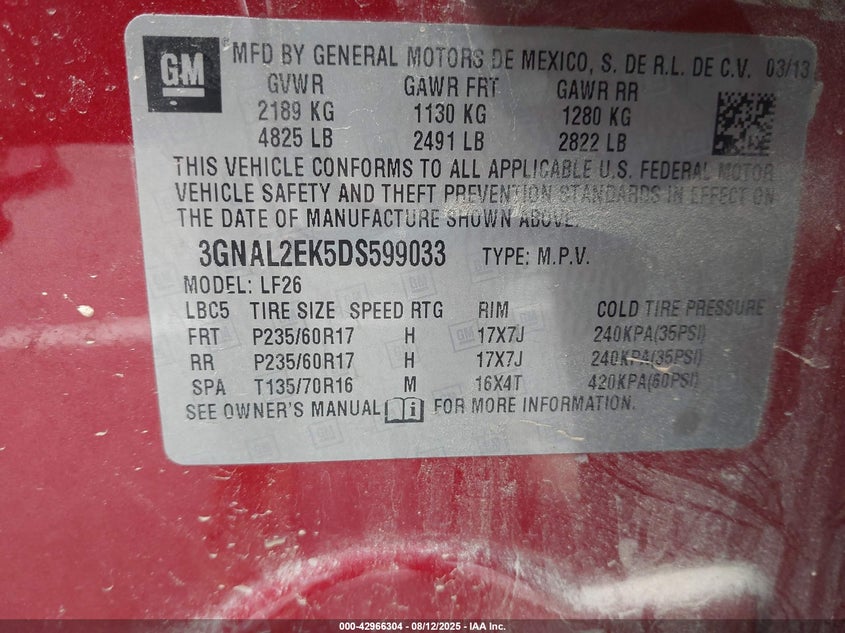 GM
MFD BY GENERAL MOTORS DE MEXICO, S. DE R.L. DE C.V. 03/13
GVWR GAWR FRT GAWR RR
2189 KG 1130 KG 1280 KG
4825 LB 2491 LB 2822 LB
THIS VEHICLE CONFORMS TO ALL APPLICABLE U.S. FEDERAL MOTOR
VEHICLE SAFETY AND THEFT PREVENTION STANDARDS IN EFFECT ON
THE DATE OF MANUFACTURE SHOWN ABOVE.
3GNAL2EK5DS599033 TYPE: M.P.V.
MODEL: LF26
LBC5 TIRE SIZE SPEED RTG RIM COLD TIRE PRESSURE
FRT P235/60R17 H 17X7J 240KPA(35PSI)
RR P235/60R17 H 17X7J 240KPA(35PSI)
SPA T135/70R16 M 16X4T 420KPA(60PSI)
SEE OWNER'S MANUAL i FOR MORE INFORMATION.
000-42966304 - 08/12/2025 - IAA Inc.